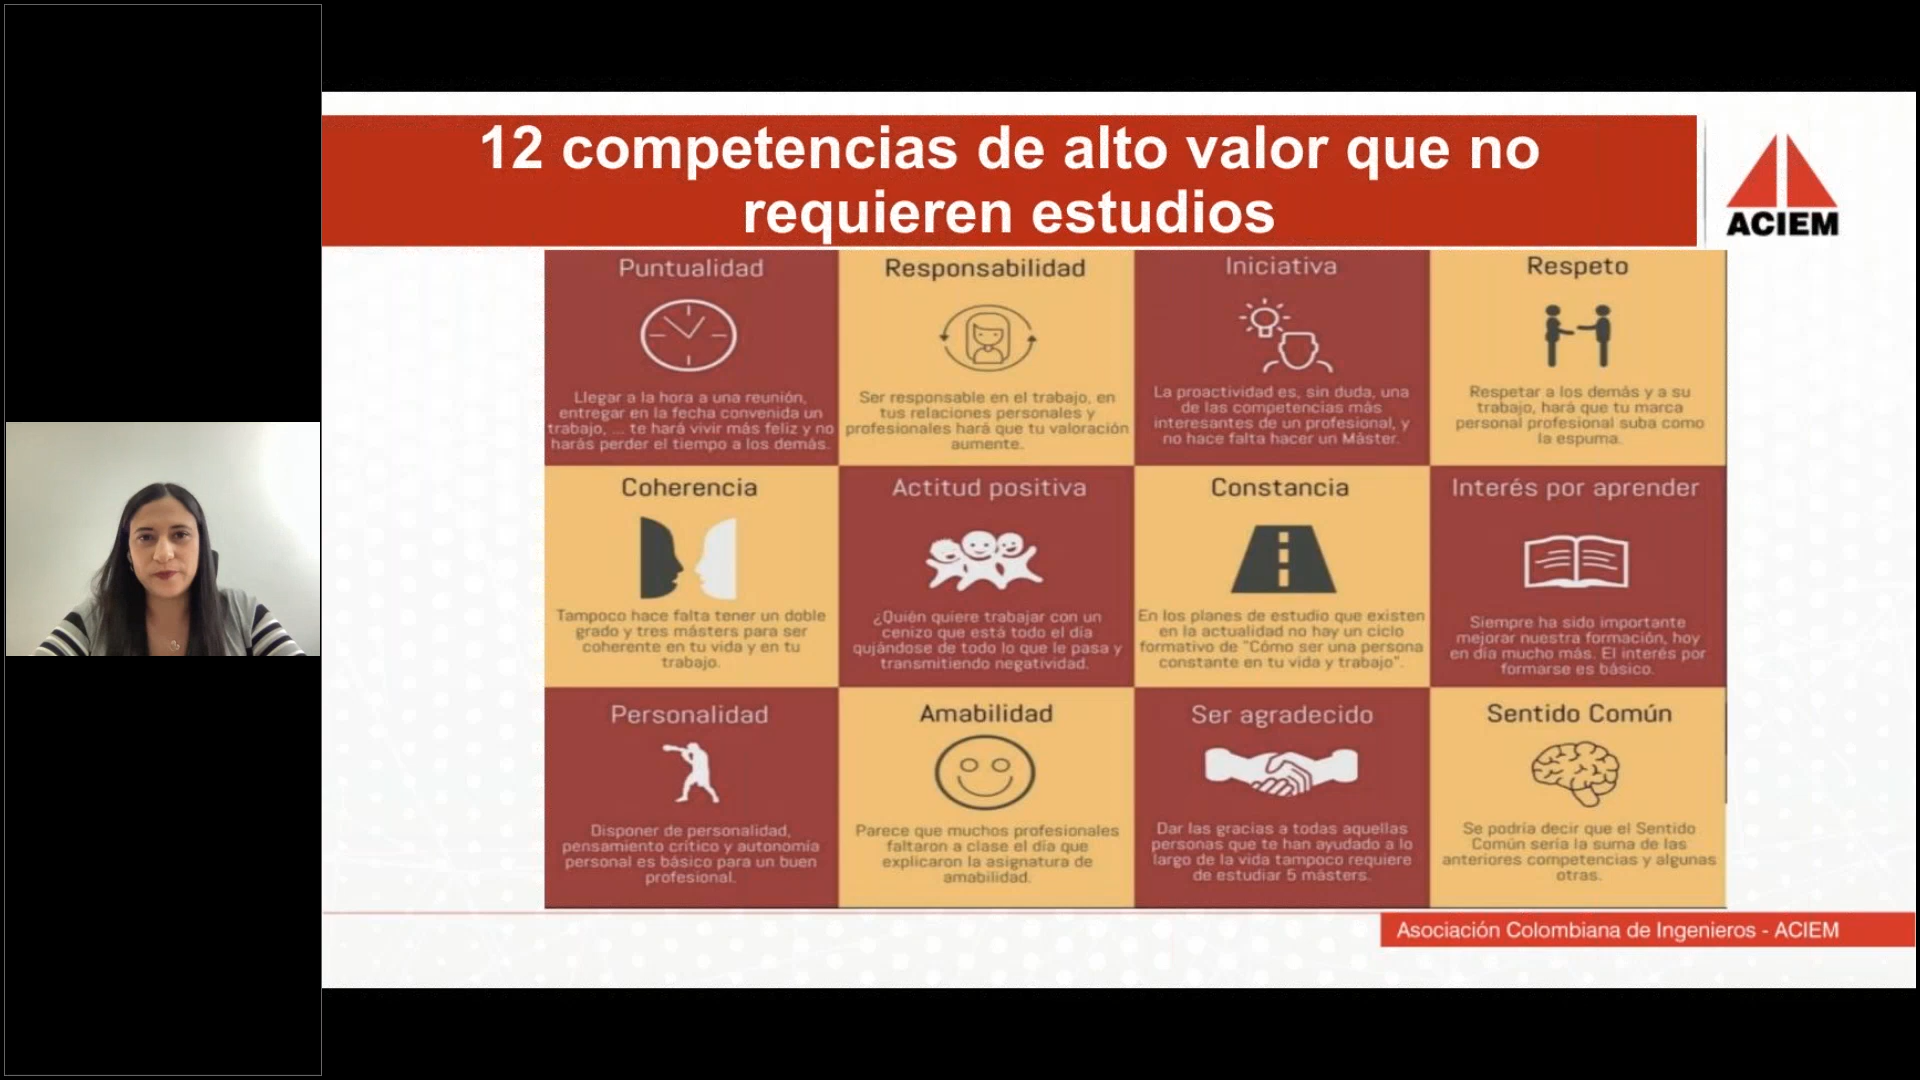 12 competencias de alto valor que no
requieren estudios
ACIEM
Puntualidad
Llegar a la hora a una reunión,
entregar en la fecha convenida un
trabajo, ... te hará vivir más feliz y no
harás perder el tiempo a los demás.
Responsabilidad
Ser responsable en el trabajo, en
tus relaciones personales y
profesionales hará que tu valoración
aumente.
Iniciativa
La proactividad es, sin duda, una
de las competencias más
interesantes de un profesional, y
no hace falta hacer un Máster.
Respeto
Respetar a los demás y a su
trabajo, hará que tu marca
personal profesional suba como
la espuma.
Coherencia
Tampoco hace falta tener un doble
grado y tres másters para ser
coherente en tu vida y en tu
trabajo.
Actitud positiva
¿Quién quiere trabajar con un
cenizo que está todo el día
qujándose de todo lo que le pasa y
transmitiendo negatividad.
Constancia
En los planes de estudio que existen
en la actualidad no hay un ciclo
formativo de "Cómo ser una persona
constante en tu vida y trabajo".
Interés por aprender
Siempre ha sido importante
mejorar nuestra formación, hoy
en día mucho más. El interés por
formarse es básico.
Personalidad
Disponer de personalidad,
pensamiento crítico y autonomía
personal es básico para un buen
profesional.
Amabilidad
Parece que muchos profesionales
faltaron a clase el día que
explicaron la asignatura de
amabilidad.
Ser agradecido
Dar las gracias a todas aquellas
personas que te han ayudado a lo
largo de la vida tampoco requiere
de estudiar 5 másters.
Sentido Común
Se podría decir que el Sentido
Común sería la suma de las
anteriores competencias y algunas
otras.
Asociación Colombiana de Ingenieros - ACIEM